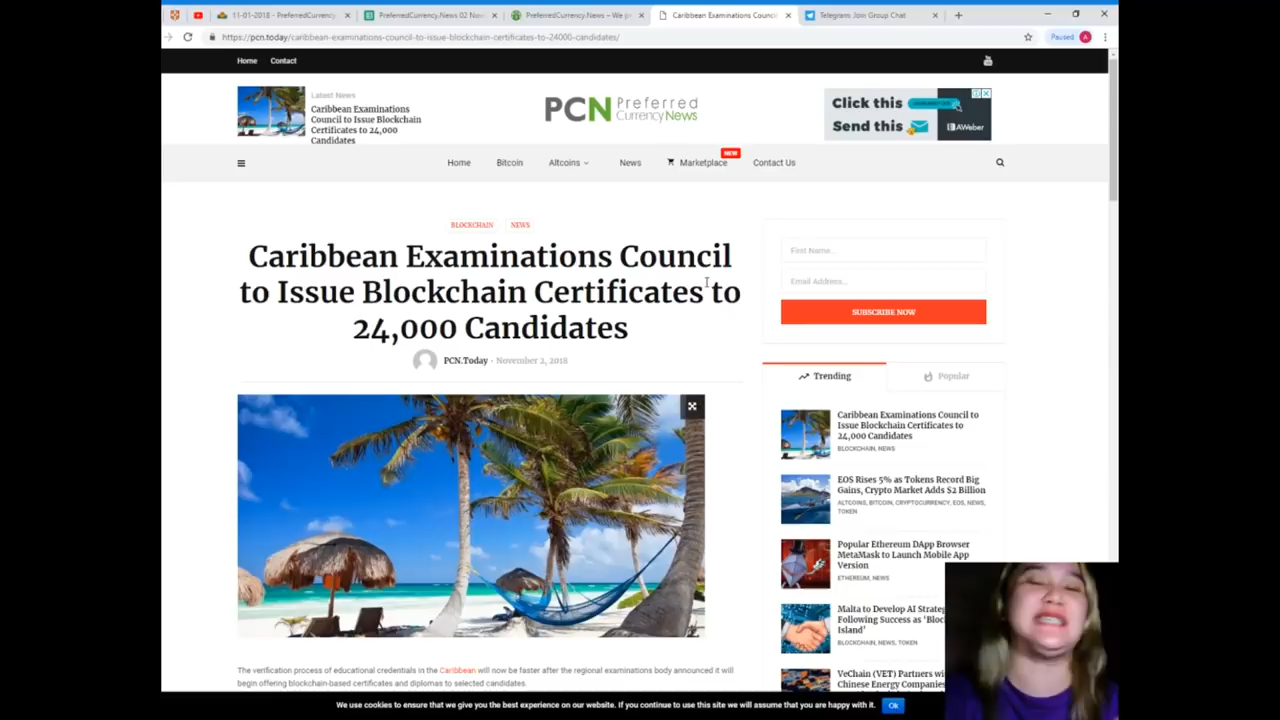 11-01-2018 - PreferredCurrency
PreferredCurrency.News 02 Nov
PreferredCurrency.News – We p
Caribbean Examinations Counc
Telegram: Join Group Chat
https://pcn.today/caribbean-examinations-council-to-issue-blockchain-certificates-to-24000-candidates/
Paused
A
Home
Contact
Latest News
Caribbean Examinations
Council to Issue Blockchain
Certificates to 24,000
Candidates
PCN Preferred
Currency News
Click this
Send this
AWeber
Home
Bitcoin
Altcoins
News
Marketplace
NEW
Contact Us
BLOCKCHAIN
NEWS
Caribbean Examinations Council
to Issue Blockchain Certificates to
24,000 Candidates
PCN.Today - November 2, 2018
The verification process of educational credentials in the Caribbean will now be faster after the regional examinations body announced it will
begin offering blockchain-based certificates and diplomas to selected candidates.
First Name...
Email Address...
SUBSCRIBE NOW
Trending
Popular
Caribbean Examinations Council to
Issue Blockchain Certificates to
24,000 Candidates
BLOCKCHAIN, NEWS
EOS Rises 5% as Tokens Record Big
Gains, Crypto Market Adds $2 Billion
ALTCOINS, BITCOIN, CRYPTOCURRENCY, EOS, NEWS,
TOKEN
Popular Ethereum DApp Browser
MetaMask to Launch Mobile App
Version
ETHEREUM, NEWS
Malta to Develop AI Strateg
Following Success as ‘Bloc
Island’
BLOCKCHAIN, NEWS, TOKEN
VeChain (VET) Partners wi
Chinese Energy Companies
We use cookies to ensure that we give you the best experience on our website. If you continue to use this site we will assume that you are happy with it.
Ok